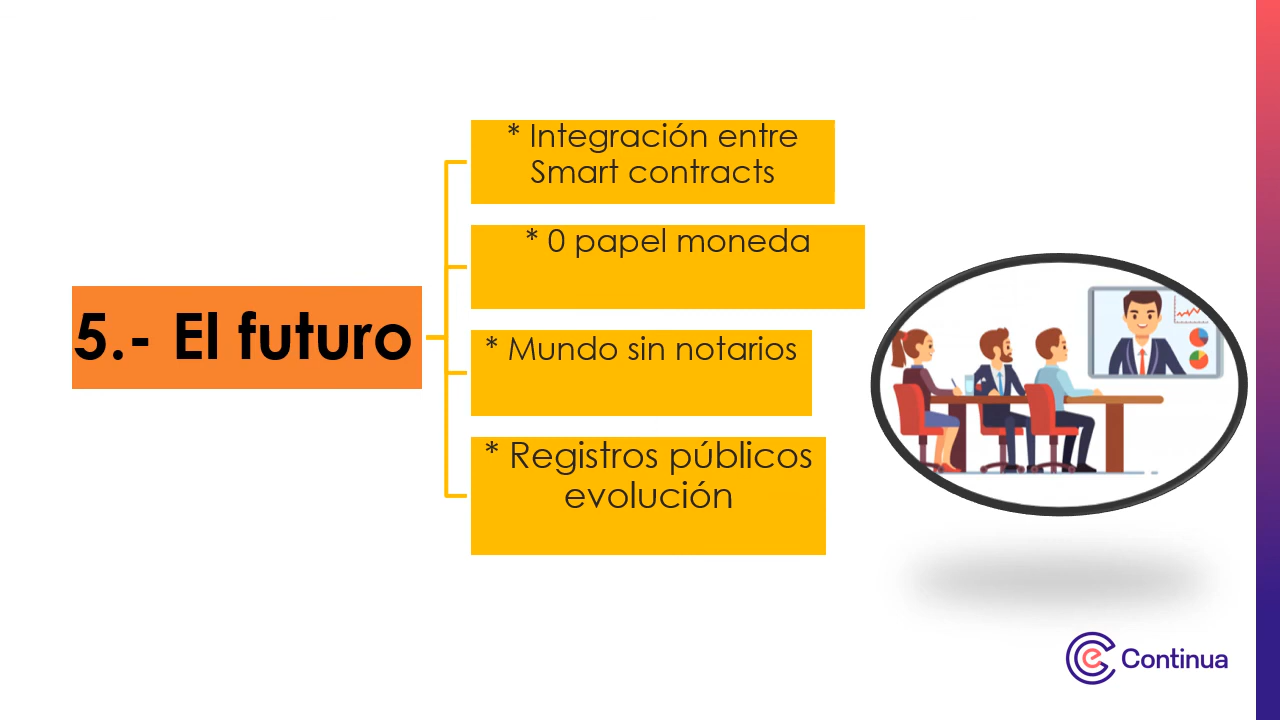 5.- El futuro
* Integración entre
Smart contracts
* 0 papel moneda
* Mundo sin notarios
* Registros públicos
evolución
Continua